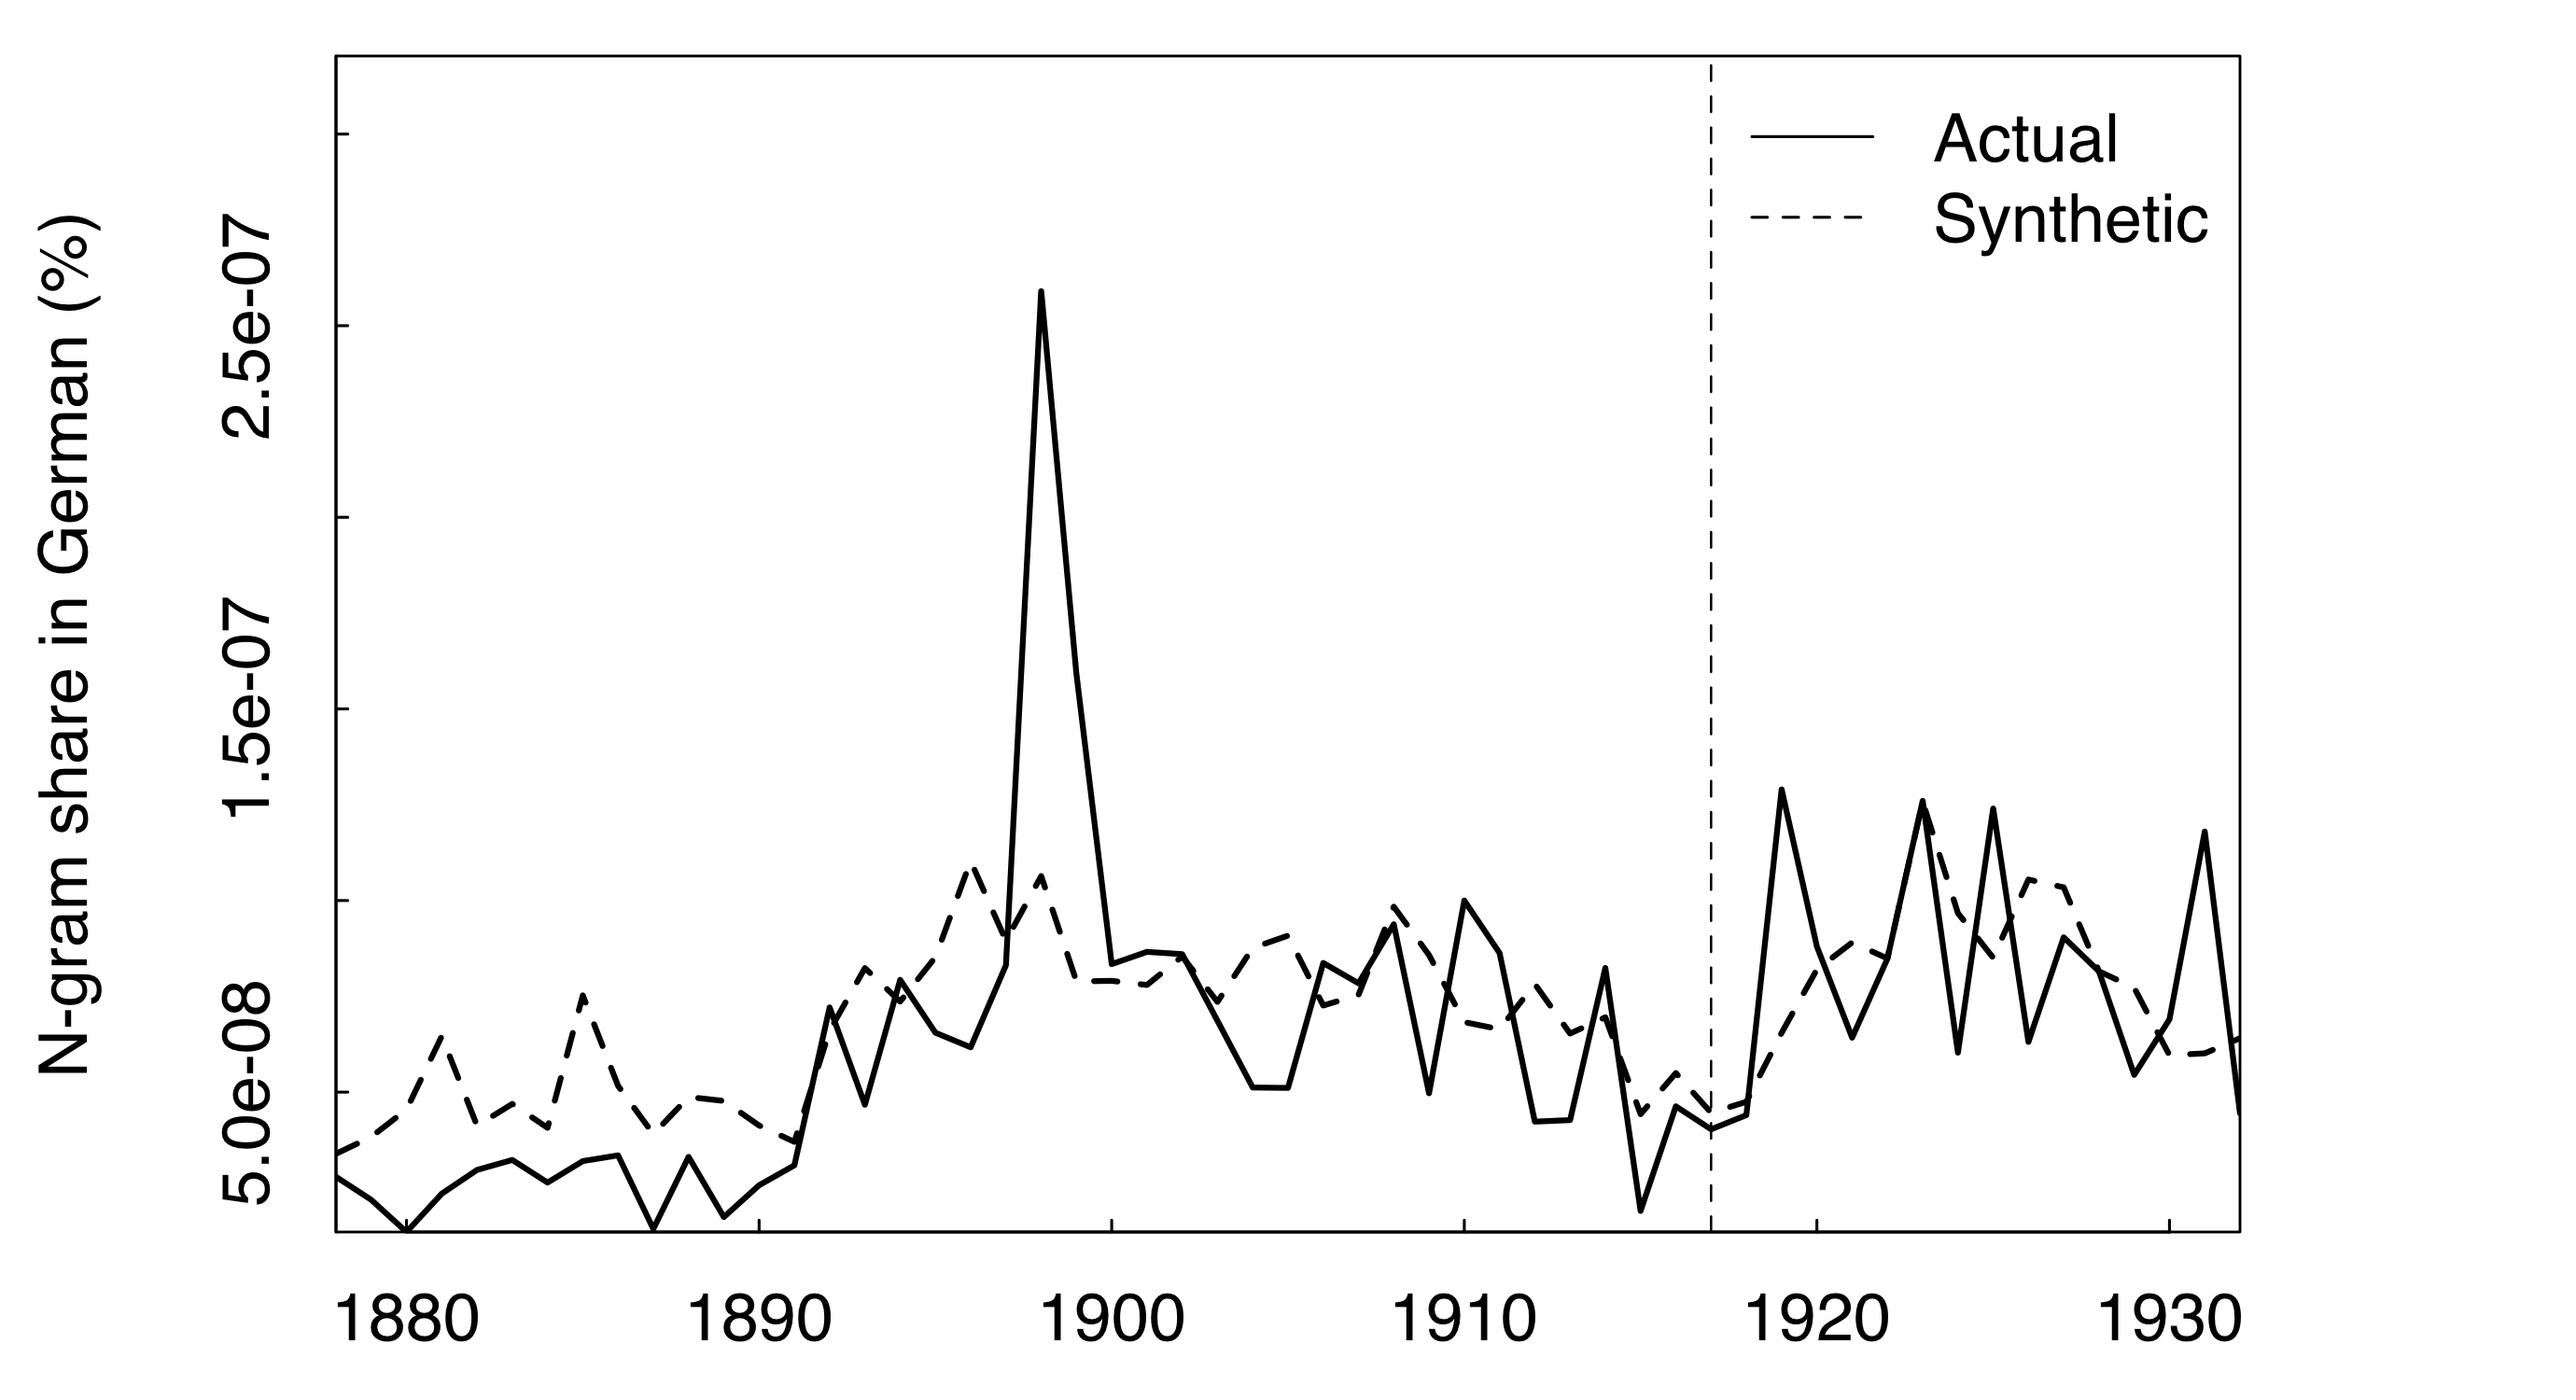 N-gram share in German (%)
2.5e-07
1.5e-07
5.0e-08
Actual
Synthetic
1880 1890 1900 1910 1920 1930